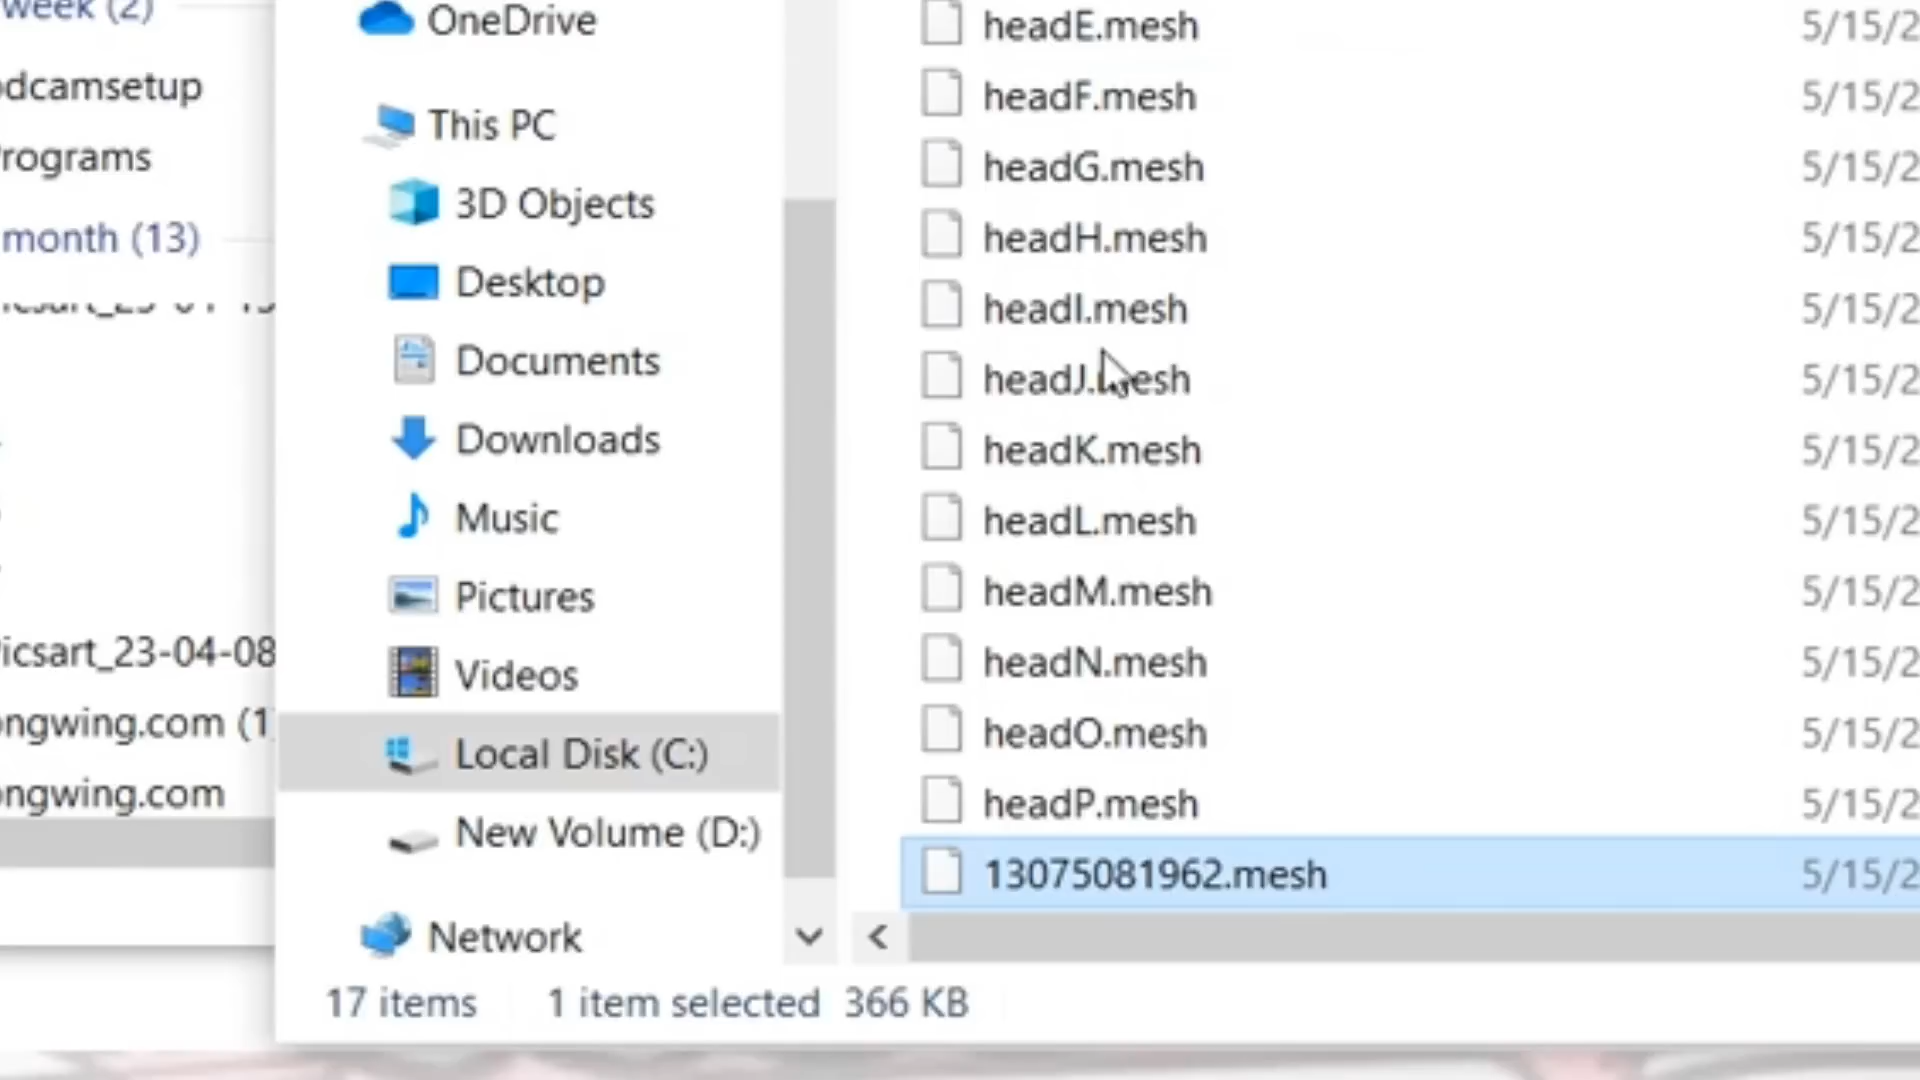 week (2)
dcamsetup
rograms
month (13)
icsart_23-04-08
ongwing.com (1
ongwing.com
OneDrive
This PC
3D Objects
Desktop
Documents
Downloads
Music
Pictures
Videos
Local Disk (C:)
New Volume (D:)
Network
headE.mesh 5/15/2
headF.mesh 5/15/2
headG.mesh 5/15/2
headH.mesh 5/15/2
headI.mesh 5/15/2
headJ.mesh 5/15/2
headK.mesh 5/15/2
headL.mesh 5/15/2
headM.mesh 5/15/2
headN.mesh 5/15/2
headO.mesh 5/15/2
headP.mesh 5/15/2
13075081962.mesh 5/15/2
17 items 1 item selected 366 KB